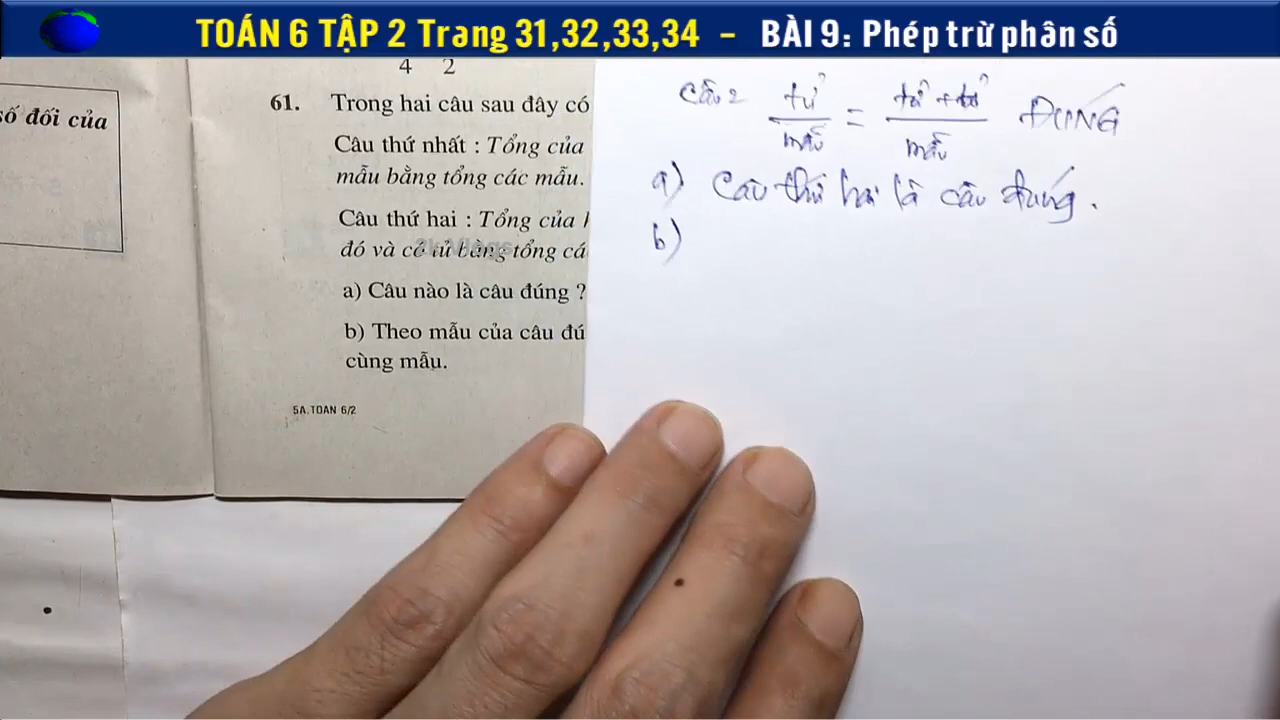 TOÁN 6 TẬP 2 Trang 31,32,33,34 – BÀI 9: Phép trừ phân số
4 2
số đối của
61. Trong hai câu sau đây có
Câu thứ nhất : Tổng của
mẫu bằng tổng các mẫu.
Câu thứ hai : Tổng của h
đó và có tử bằng tổng cá
a) Câu nào là câu đúng ?
b) Theo mẫu của câu đú
cùng mẫu.
5A.TOAN 6/2
Câu 2 tử/mẫu = tử + tử/mẫu ĐÚNG
a) Câu thứ hai là câu đúng.
b)